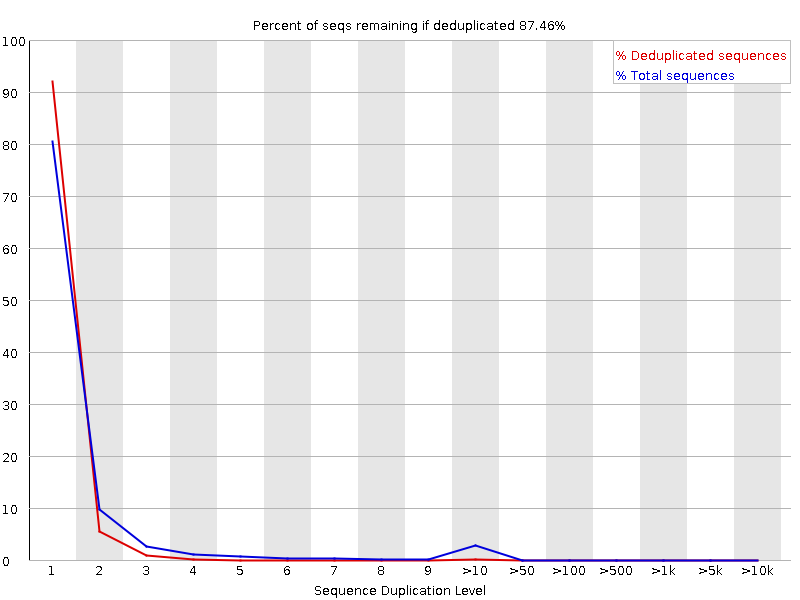 Percent of seqs remaining if deduplicated 87.46%
% Deduplicated sequences
% Total sequences
100
90
80
70
60
50
40
30
20
10
0
1 2 3 4 5 6 7 8 9 >10 >50 >100 >500 >1k >5k >10k
Sequence Duplication Level